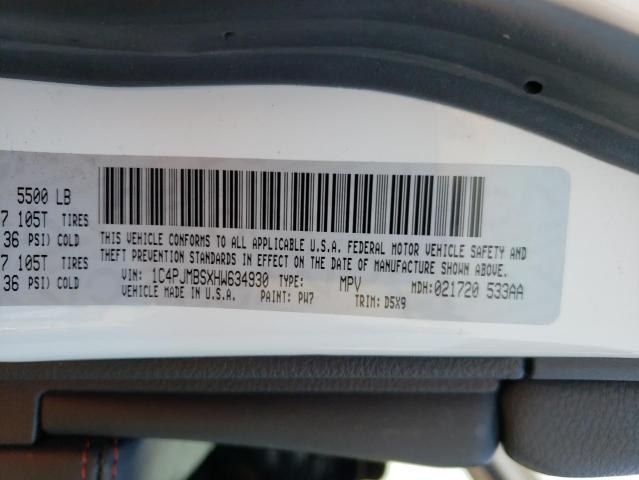 5500 LB
7 105T TIRES
36 PSI) COLD
7 105T TIRES
36 PSI) COLD
THIS VEHICLE CONFORMS TO ALL APPLICABLE U.S.A. FEDERAL MOTOR VEHICLE SAFETY AND
THEFT PREVENTION STANDARDS IN EFFECT ON THE DATE OF MANUFACTURE SHOWN ABOVE.
VIN: 1C4PJMBSXHW634930 TYPE: MPV MDH: 021720 533AA
VEHICLE MADE IN U.S.A. PAINT: PW7 TRIM: D5X9